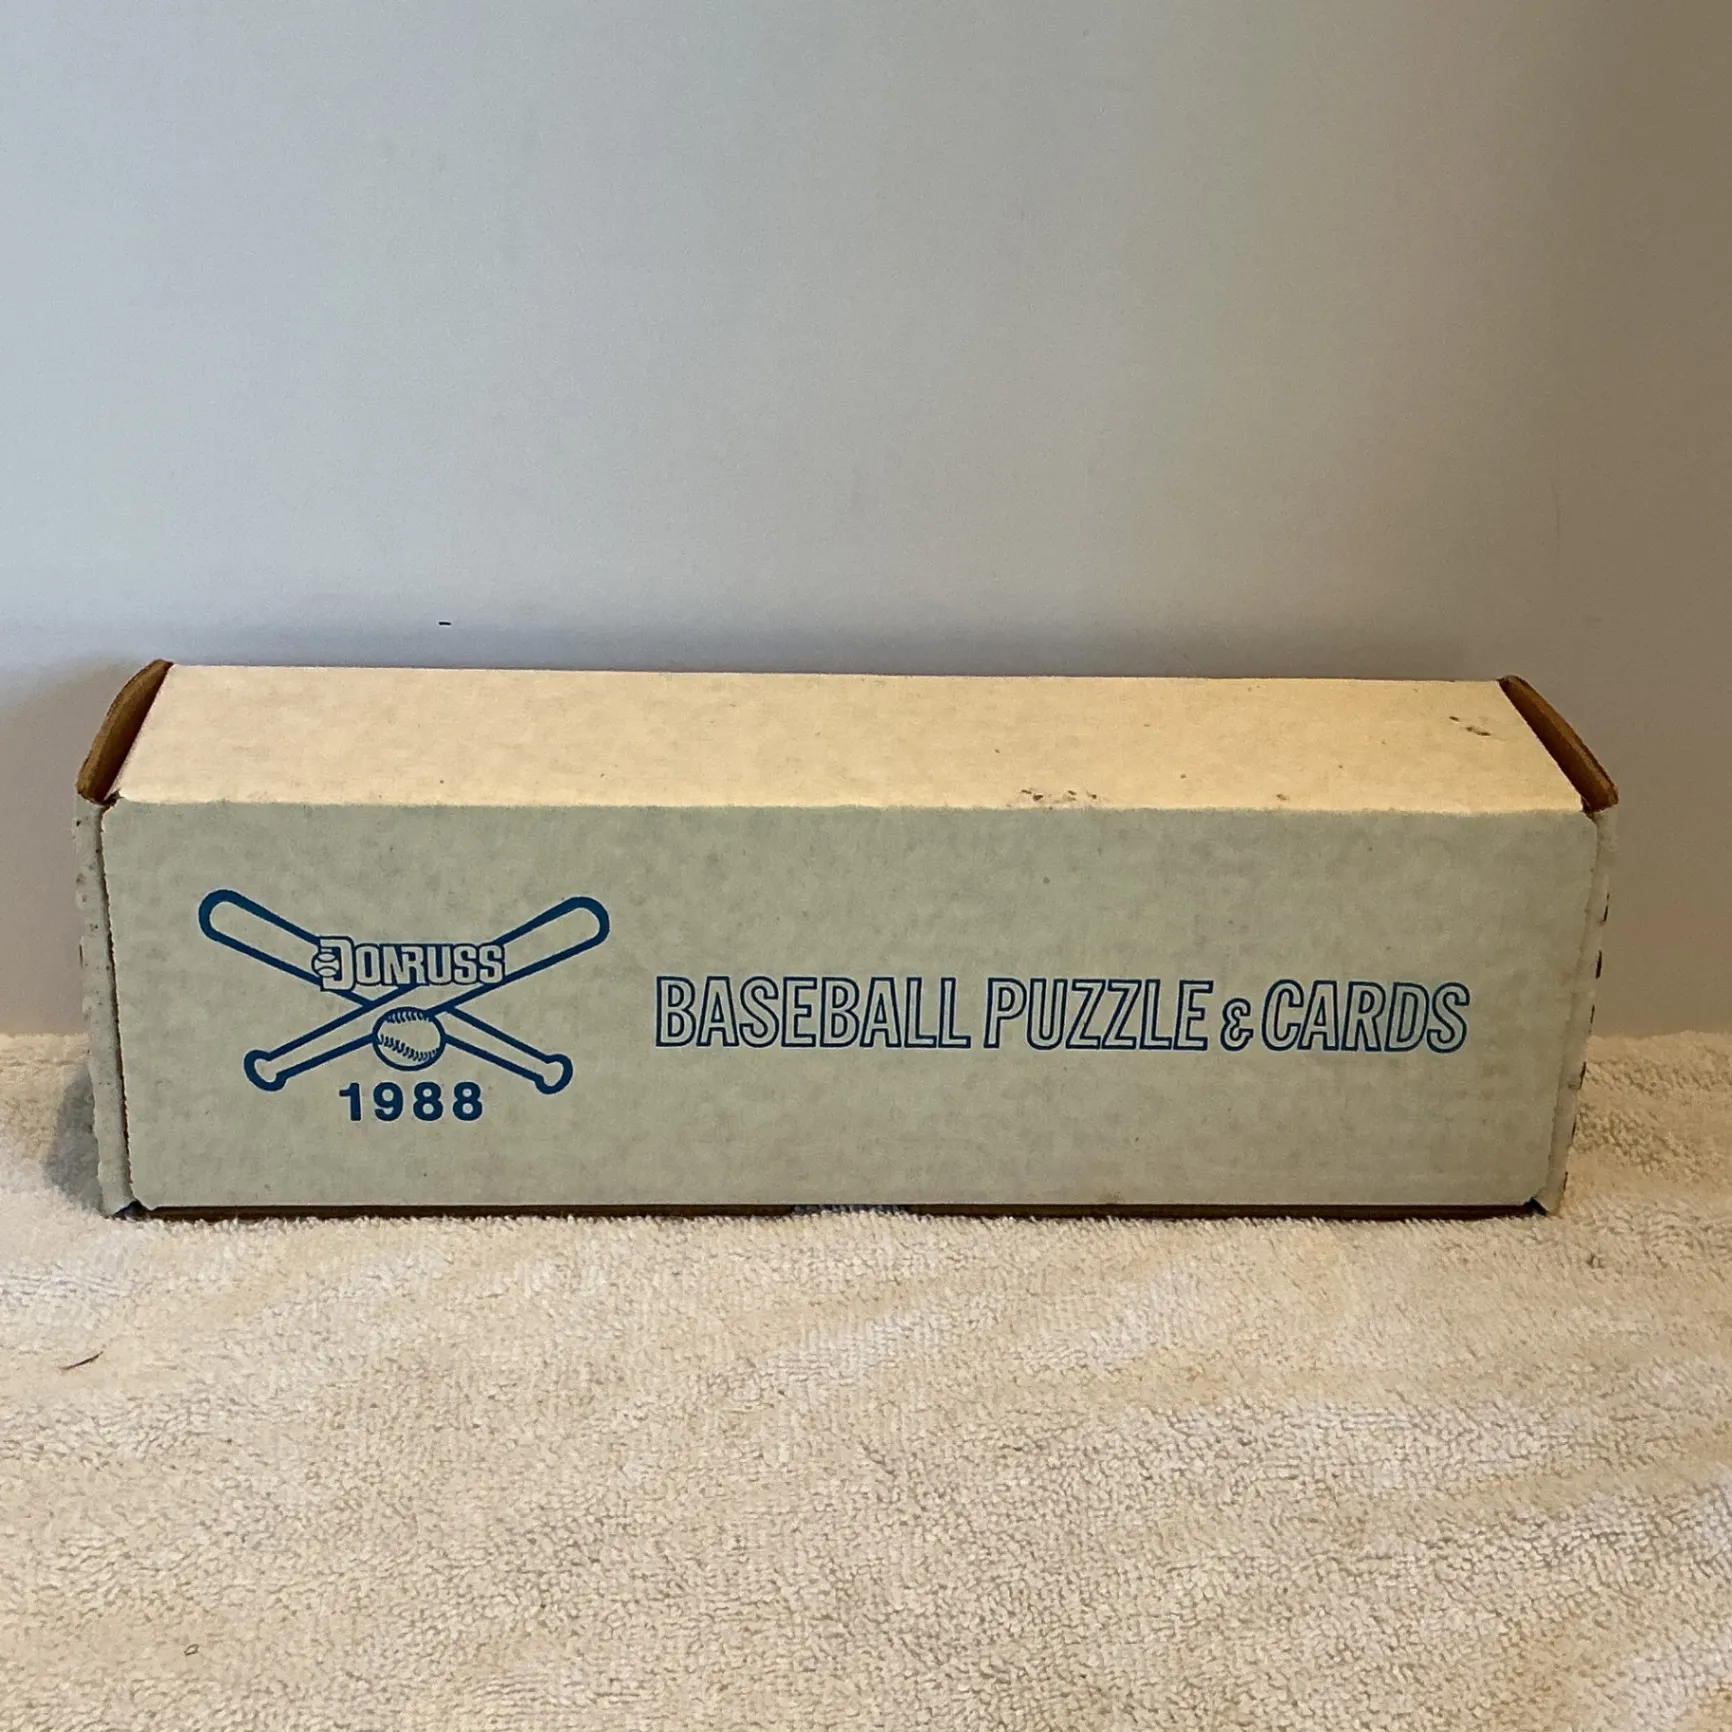 DONRUSS
1988
BASEBALL PUZZLE & CARDS